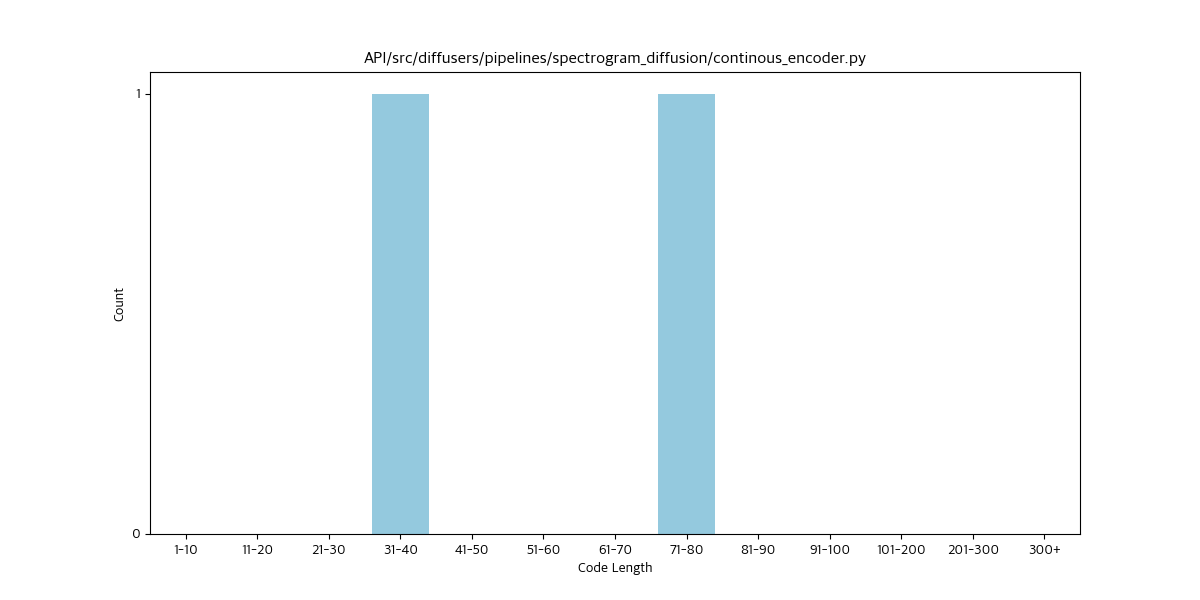 API/src/diffusers/pipelines/spectrogram_diffusion/continous_encoder.py
1
Count
0
1-10 11-20 21-30 31-40 41-50 51-60 61-70 71-80 81-90 91-100 101-200 201-300 300+
Code Length